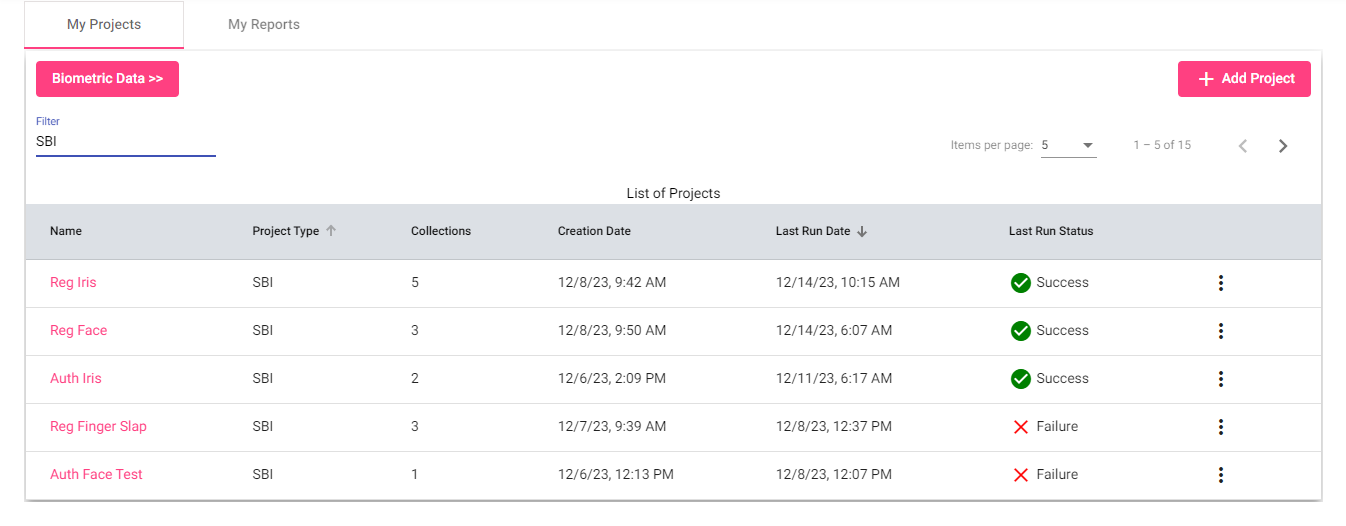 My Projects My Reports
Biometric Data >> Add Project
Filter
SBI
Items per page: 5 1 – 5 of 15
List of Projects
Name Project Type Collections Creation Date Last Run Date Last Run Status
Reg Iris SBI 5 12/8/23, 9:42 AM 12/14/23, 10:15 AM Success
Reg Face SBI 3 12/8/23, 9:50 AM 12/14/23, 6:07 AM Success
Auth Iris SBI 2 12/6/23, 2:09 PM 12/11/23, 6:17 AM Success
Reg Finger Slap SBI 3 12/7/23, 9:39 AM 12/8/23, 12:37 PM Failure
Auth Face Test SBI 1 12/6/23, 12:13 PM 12/8/23, 12:07 PM Failure